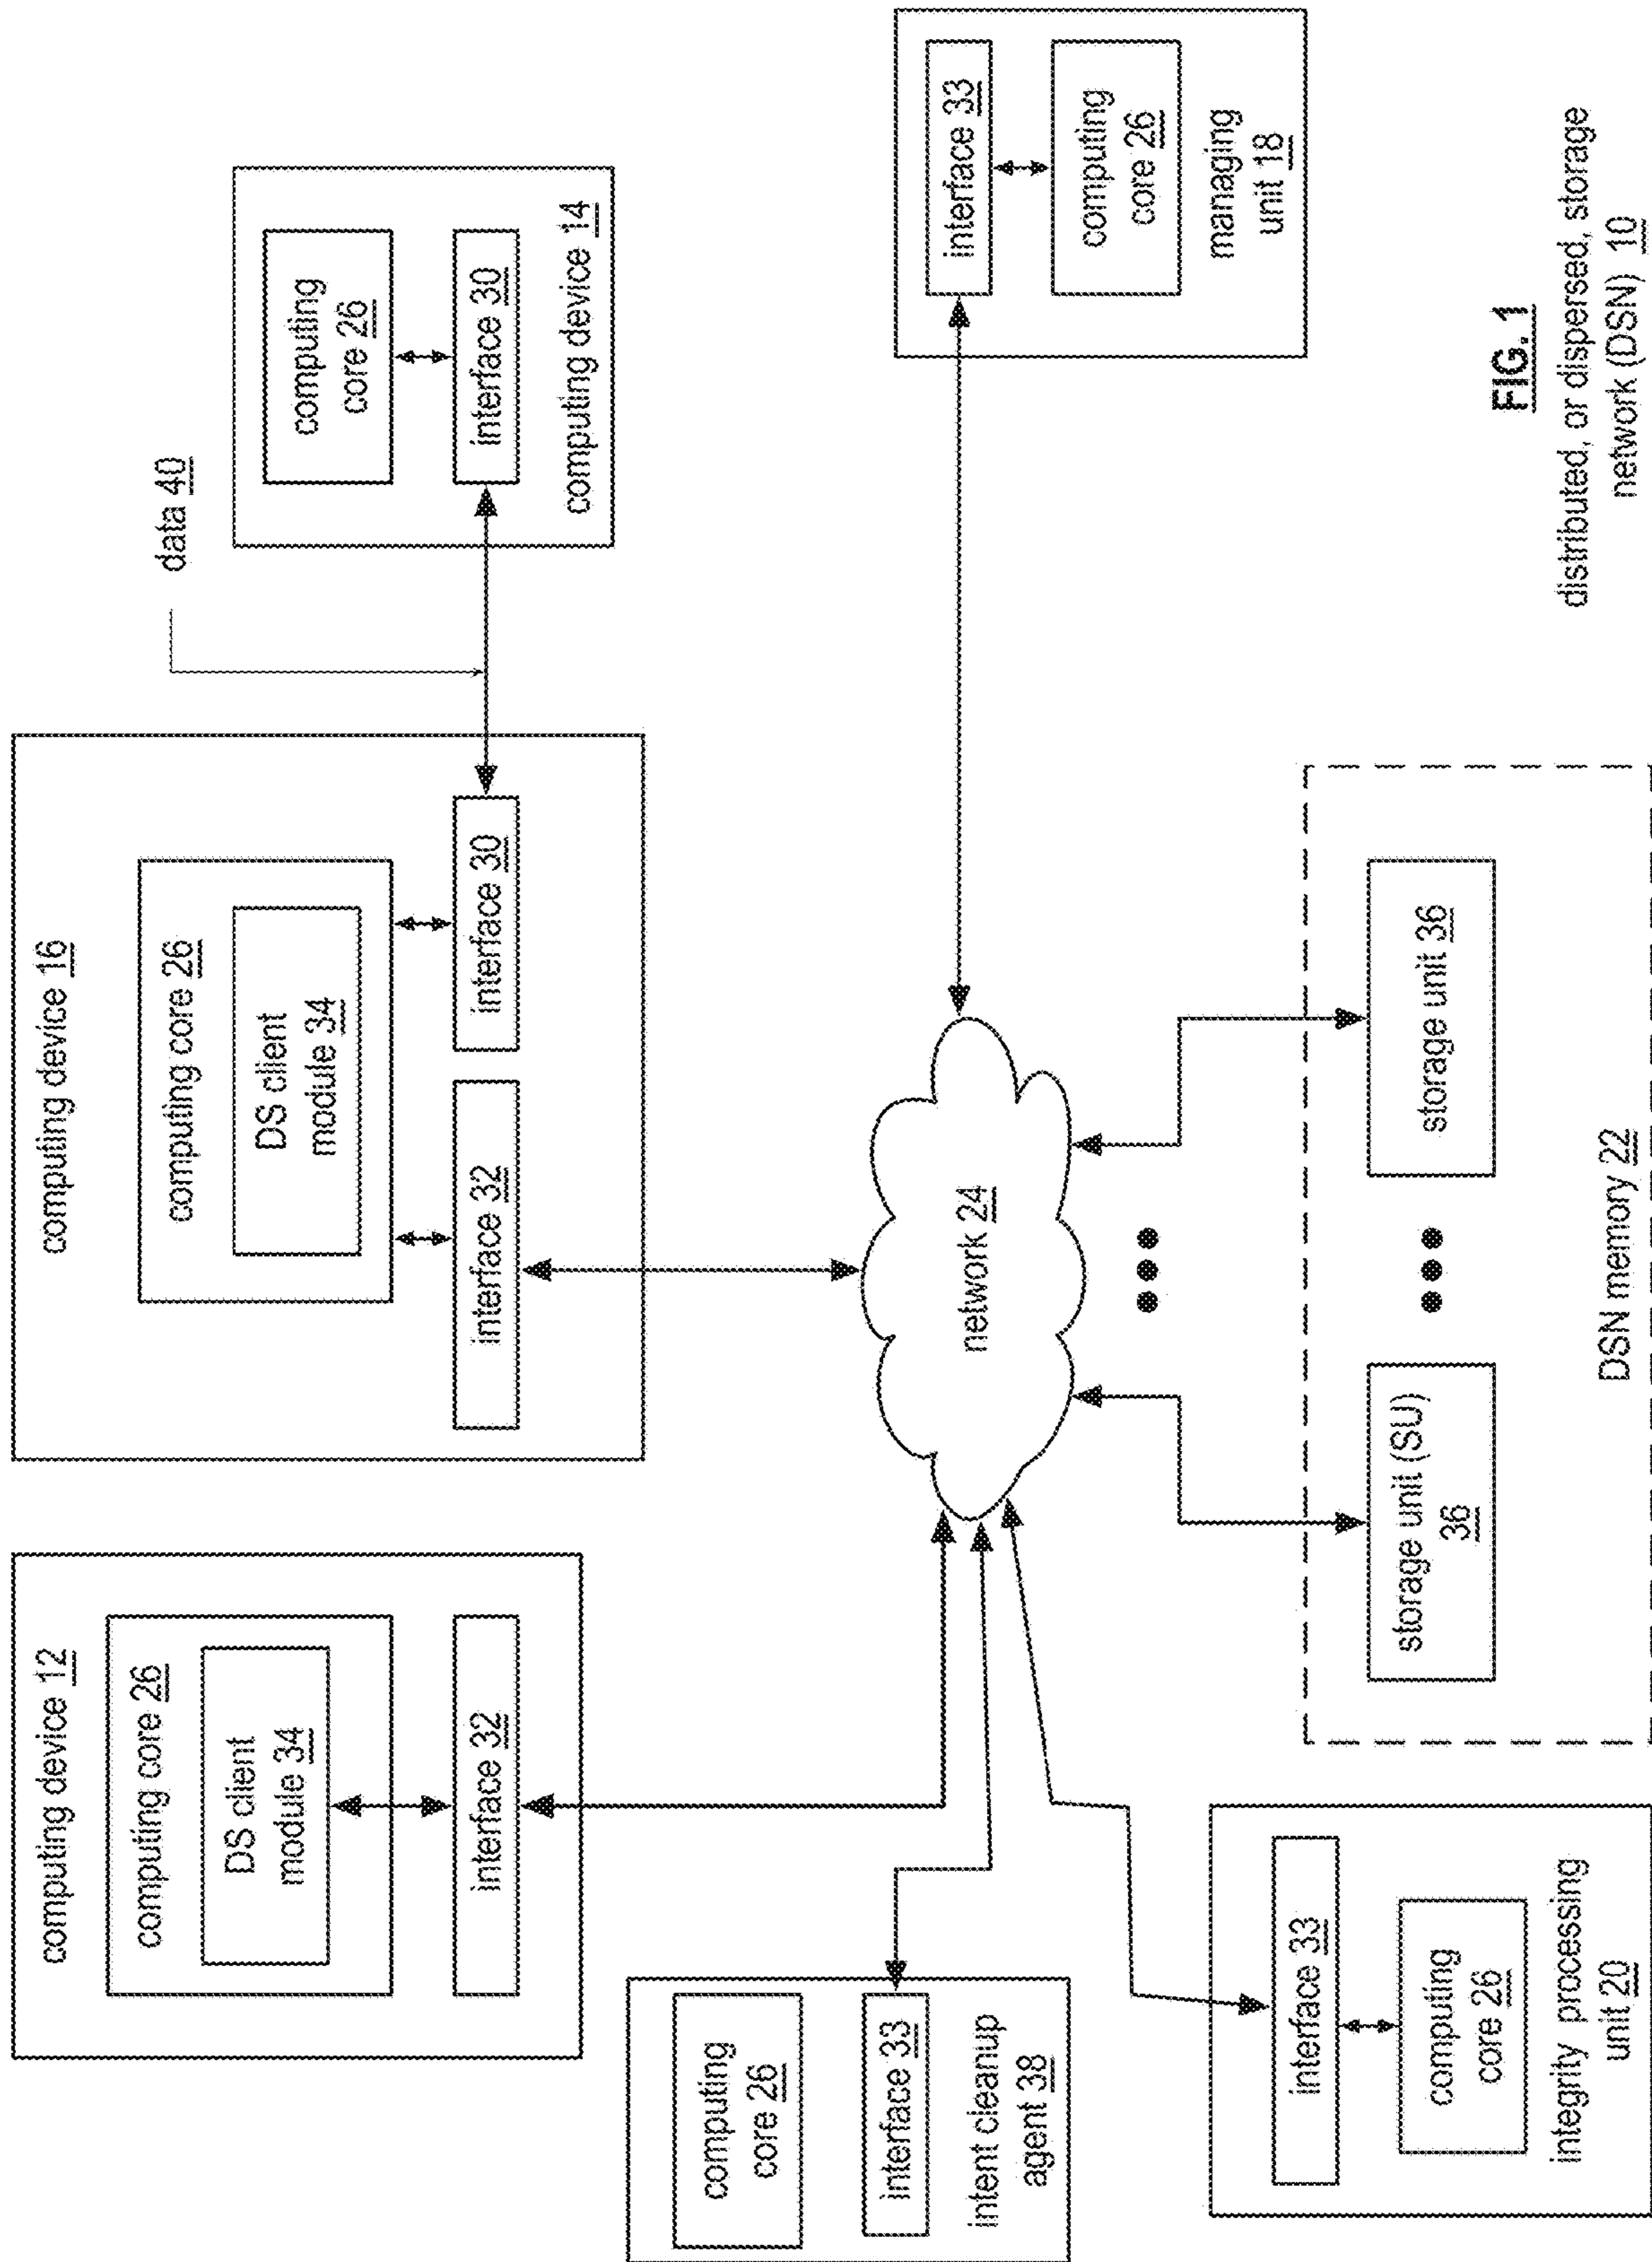 computing device 12
computing core 26
DS client
module 34
interface 32
computing device 16
computing core 26
DS client
module 34
interface 32
interface 30
data 40
computing
core 26
interface 30
computing device 14
computing
core 26
interface 33
intent cleanup
agent 38
network 24
interface 33
computing
core 26
managing
unit 18
interface 33
computing
core 26
integrity processing
unit 20
storage unit (SU)
36
storage unit 36
DSN memory 22
FIG. 1
distributed, or dispersed, storage
network (DSN) 10